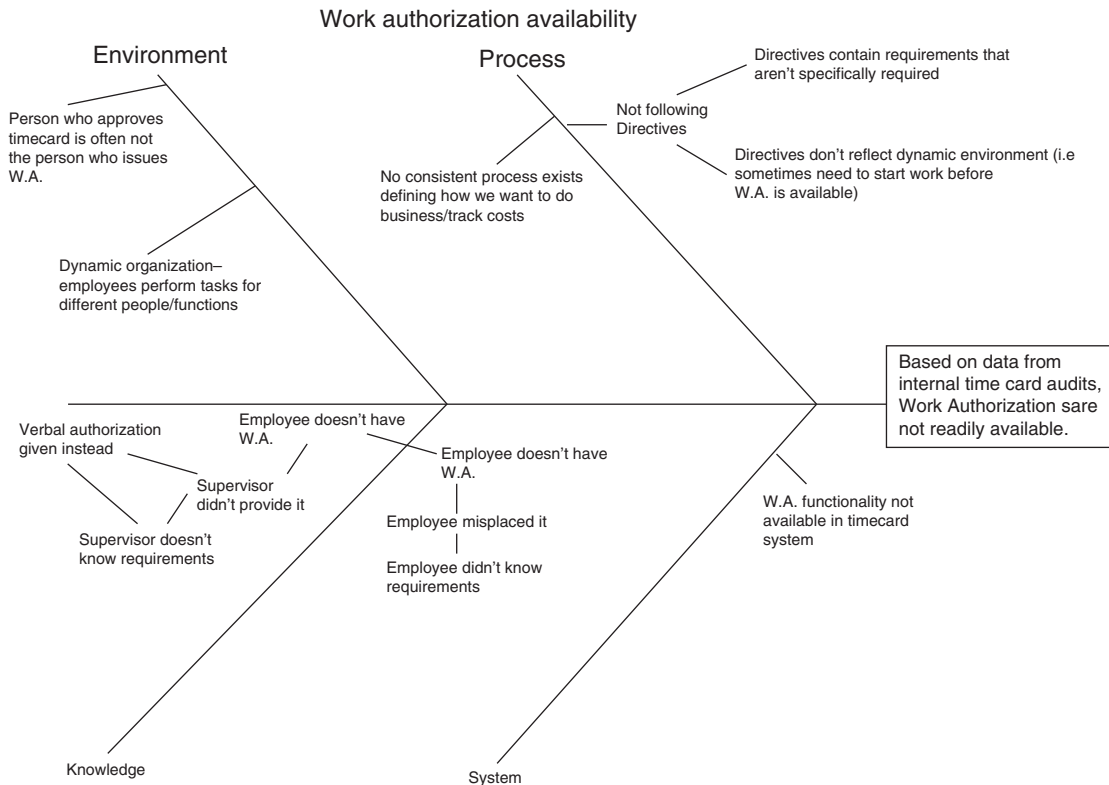 Work authorization availability
Environment
Process
Directives contain requirements that
aren't specifically required
Person who approves
timecard is often not
the person who issues
W.A.
Not following
Directives
Directives don't reflect dynamic environment (i.e
sometimes need to start work before
W.A. is available)
No consistent process exists
defining how we want to do
business/track costs
Dynamic organization–
employees perform tasks for
different people/functions
Based on data from
internal time card audits,
Work Authorization sare
not readily available.
Verbal authorization
given instead
Employee doesn't have
W.A.
Employee doesn't have
W.A.
Supervisor
didn't provide it
Supervisor doesn't
know requirements
Employee misplaced it
Employee didn't know
requirements
W.A. functionality not
available in timecard
system
Knowledge
System